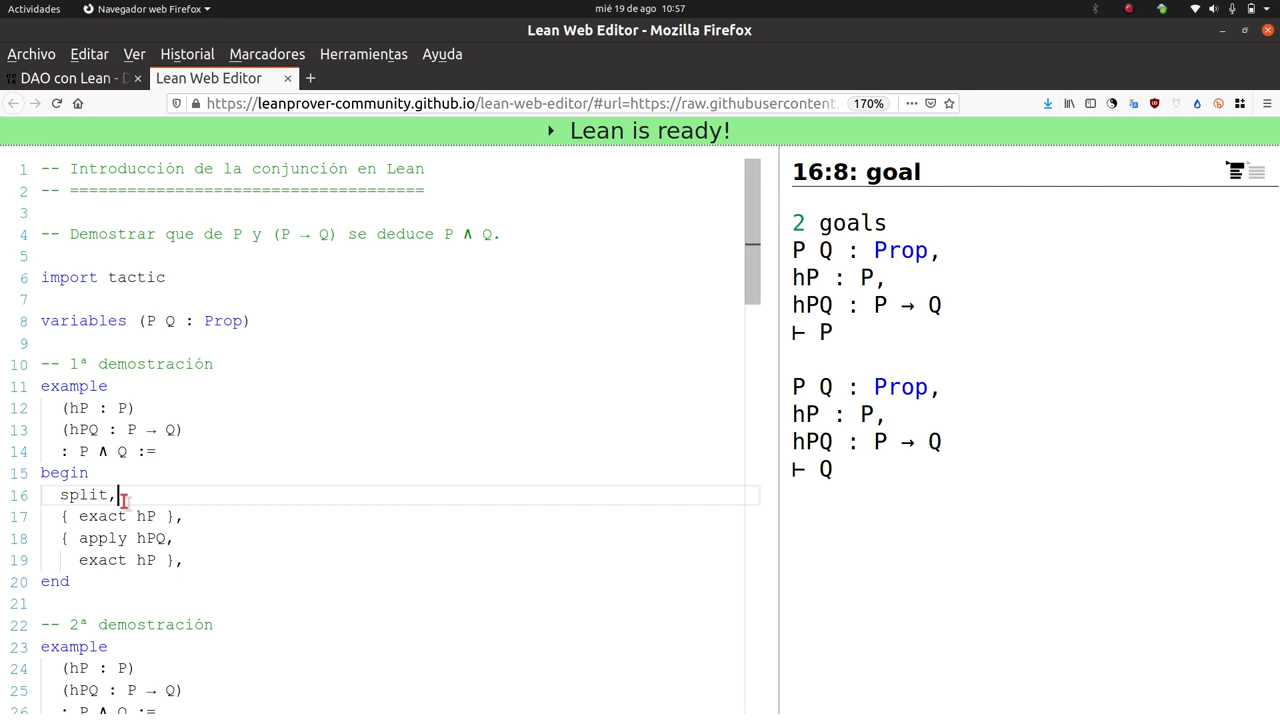 Actividades Navegador web Firefox mié 19 de ago 10:57
Lean Web Editor - Mozilla Firefox
Archivo Editar Ver Historial Marcadores Herramientas Ayuda
DAO con Lean - × Lean Web Editor × +
https://leanprover-community.github.io/lean-web-editor/#url=https://raw.githubusercontent. 170%
Lean is ready!
1 -- Introducción de la conjunción en Lean
2 -- =====================================
3
4 -- Demostrar que de P y (P → Q) se deduce P ∧ Q.
5
6 import tactic
7
8 variables (P Q : Prop)
9
10 -- 1ª demostración
11 example
12 (hP : P)
13 (hPQ : P → Q)
14 : P ∧ Q :=
15 begin
16 split,
17 { exact hP },
18 { apply hPQ,
19 exact hP },
20 end
21
22 -- 2ª demostración
23 example
24 (hP : P)
25 (hPQ : P → Q)
26 : P ∧ Q :=
16:8: goal
2 goals
P Q : Prop,
hP : P,
hPQ : P → Q
⊢ P
P Q : Prop,
hP : P,
hPQ : P → Q
⊢ Q